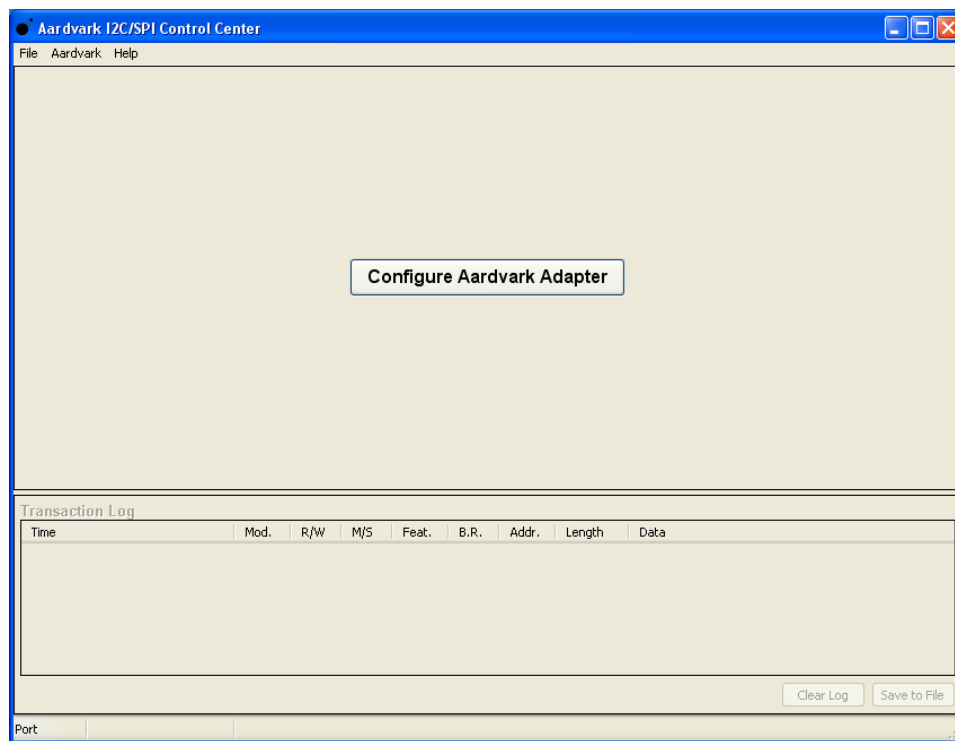 Aardvark I2C/SPI Control Center
File Aardvark Help
Configure Aardvark Adapter
Transaction Log
Time Mod. R/W M/S Feat. B.R. Addr. Length Data
Clear Log Save to File
Port